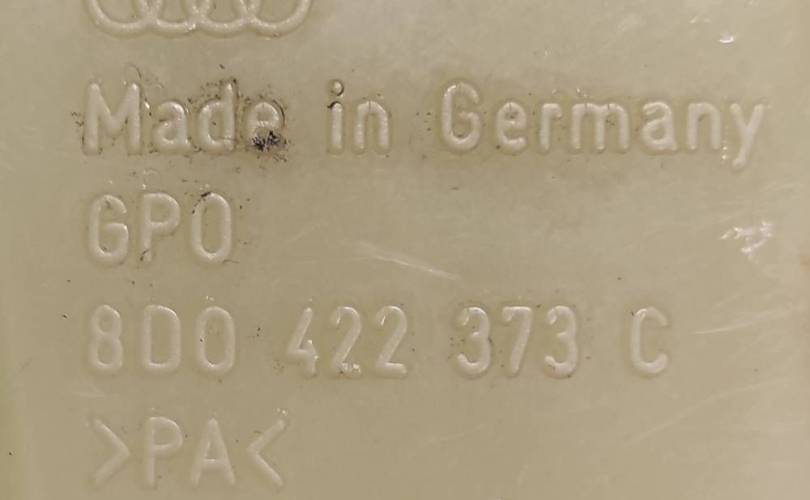 Made in Germany
GPO
8D0 422 373 C
>PA<